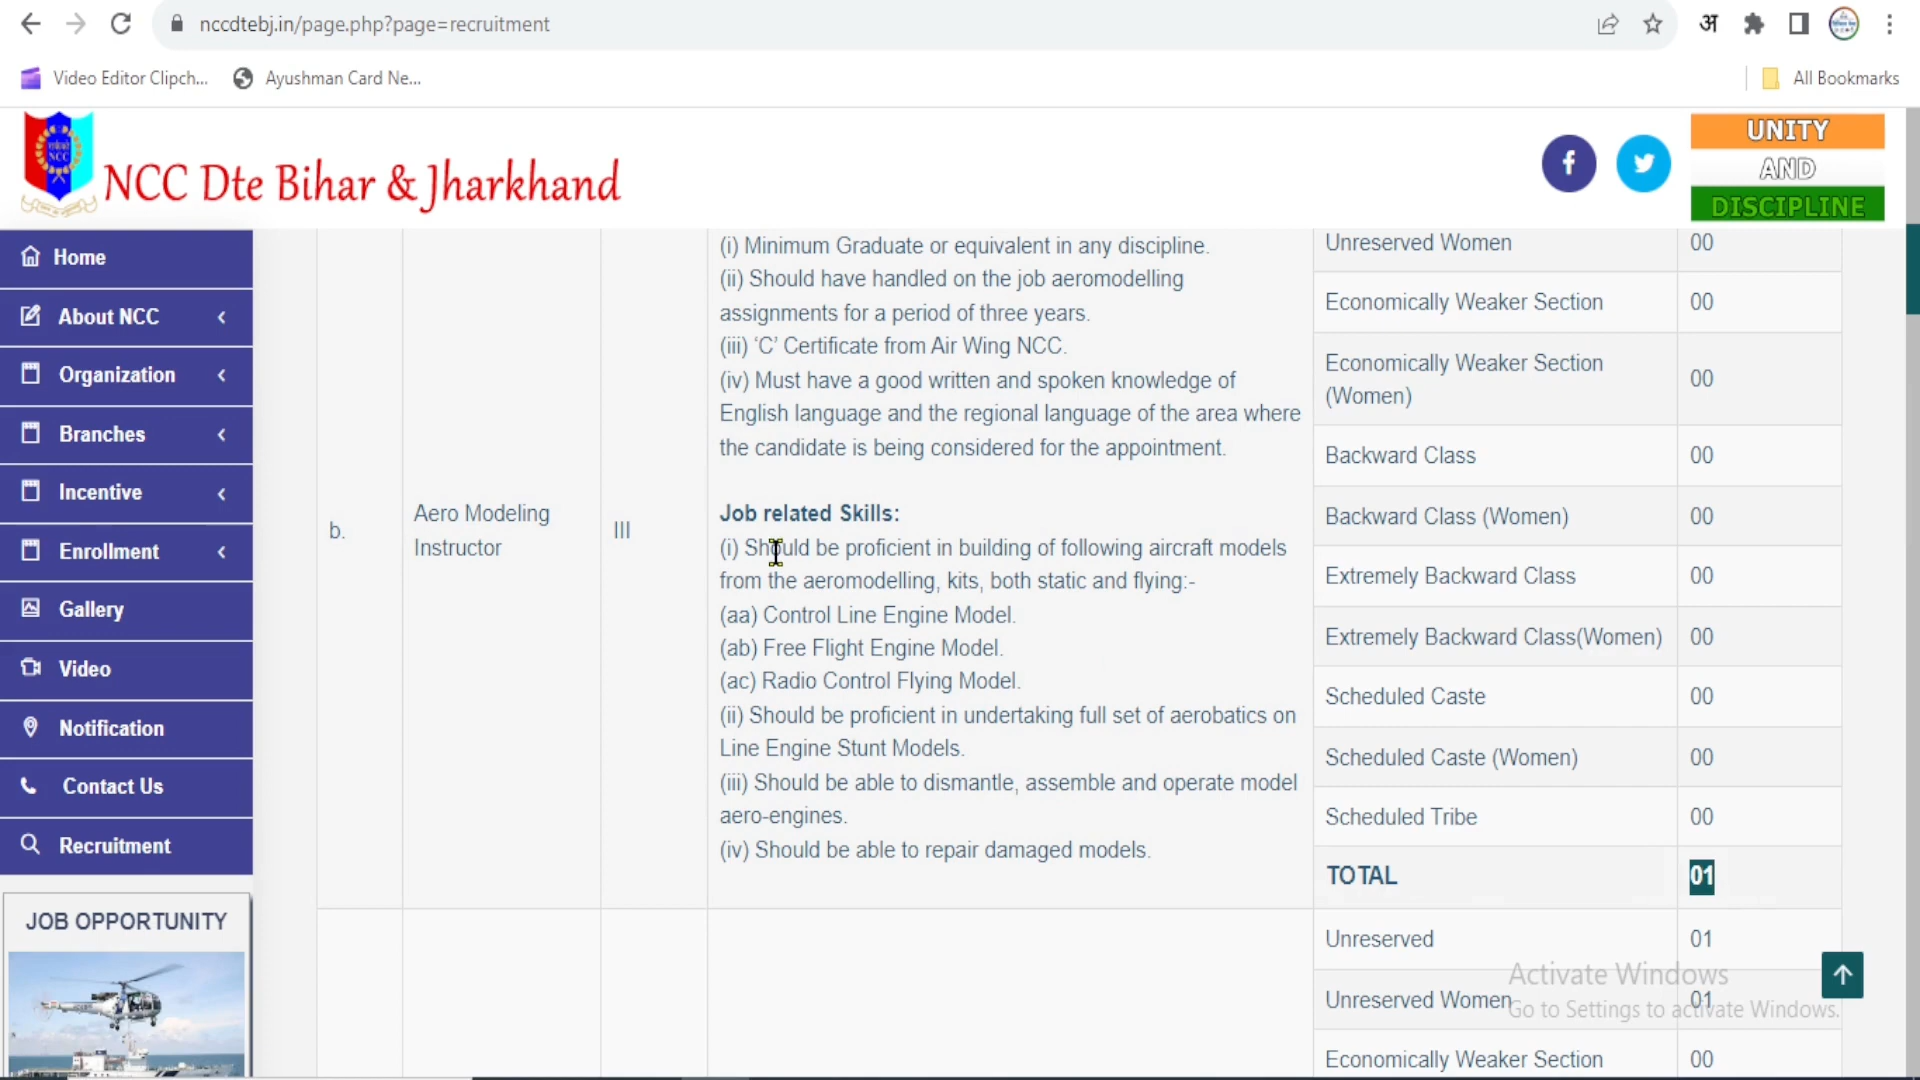 nccdtebj.in/page.php?page=recruitment
अ
Video Editor Clipch...
Ayushman Card Ne...
All Bookmarks
NCC
NCC Dte Bihar & Jharkhand
f
UNITY
AND
DISCIPLINE
Home
About NCC
Organization
Branches
Incentive
Enrollment
Gallery
Video
Notification
Contact Us
Recruitment
JOB OPPORTUNITY
b.
Aero Modeling
Instructor
III
(i) Minimum Graduate or equivalent in any discipline.
(ii) Should have handled on the job aeromodelling
assignments for a period of three years.
(iii) ‘C’ Certificate from Air Wing NCC.
(iv) Must have a good written and spoken knowledge of
English language and the regional language of the area where
the candidate is being considered for the appointment.
Job related Skills:
(i) Should be proficient in building of following aircraft models
from the aeromodelling, kits, both static and flying:-
(aa) Control Line Engine Model.
(ab) Free Flight Engine Model.
(ac) Radio Control Flying Model.
(ii) Should be proficient in undertaking full set of aerobatics on
Line Engine Stunt Models.
(iii) Should be able to dismantle, assemble and operate model
aero-engines.
(iv) Should be able to repair damaged models.
Unreserved Women 00
Economically Weaker Section 00
Economically Weaker Section
(Women) 00
Backward Class 00
Backward Class (Women) 00
Extremely Backward Class 00
Extremely Backward Class(Women) 00
Scheduled Caste 00
Scheduled Caste (Women) 00
Scheduled Tribe 00
TOTAL 01
Unreserved 01
Unreserved Women 01
Economically Weaker Section 00
Activate Windows
Go to Settings to activate Windows.